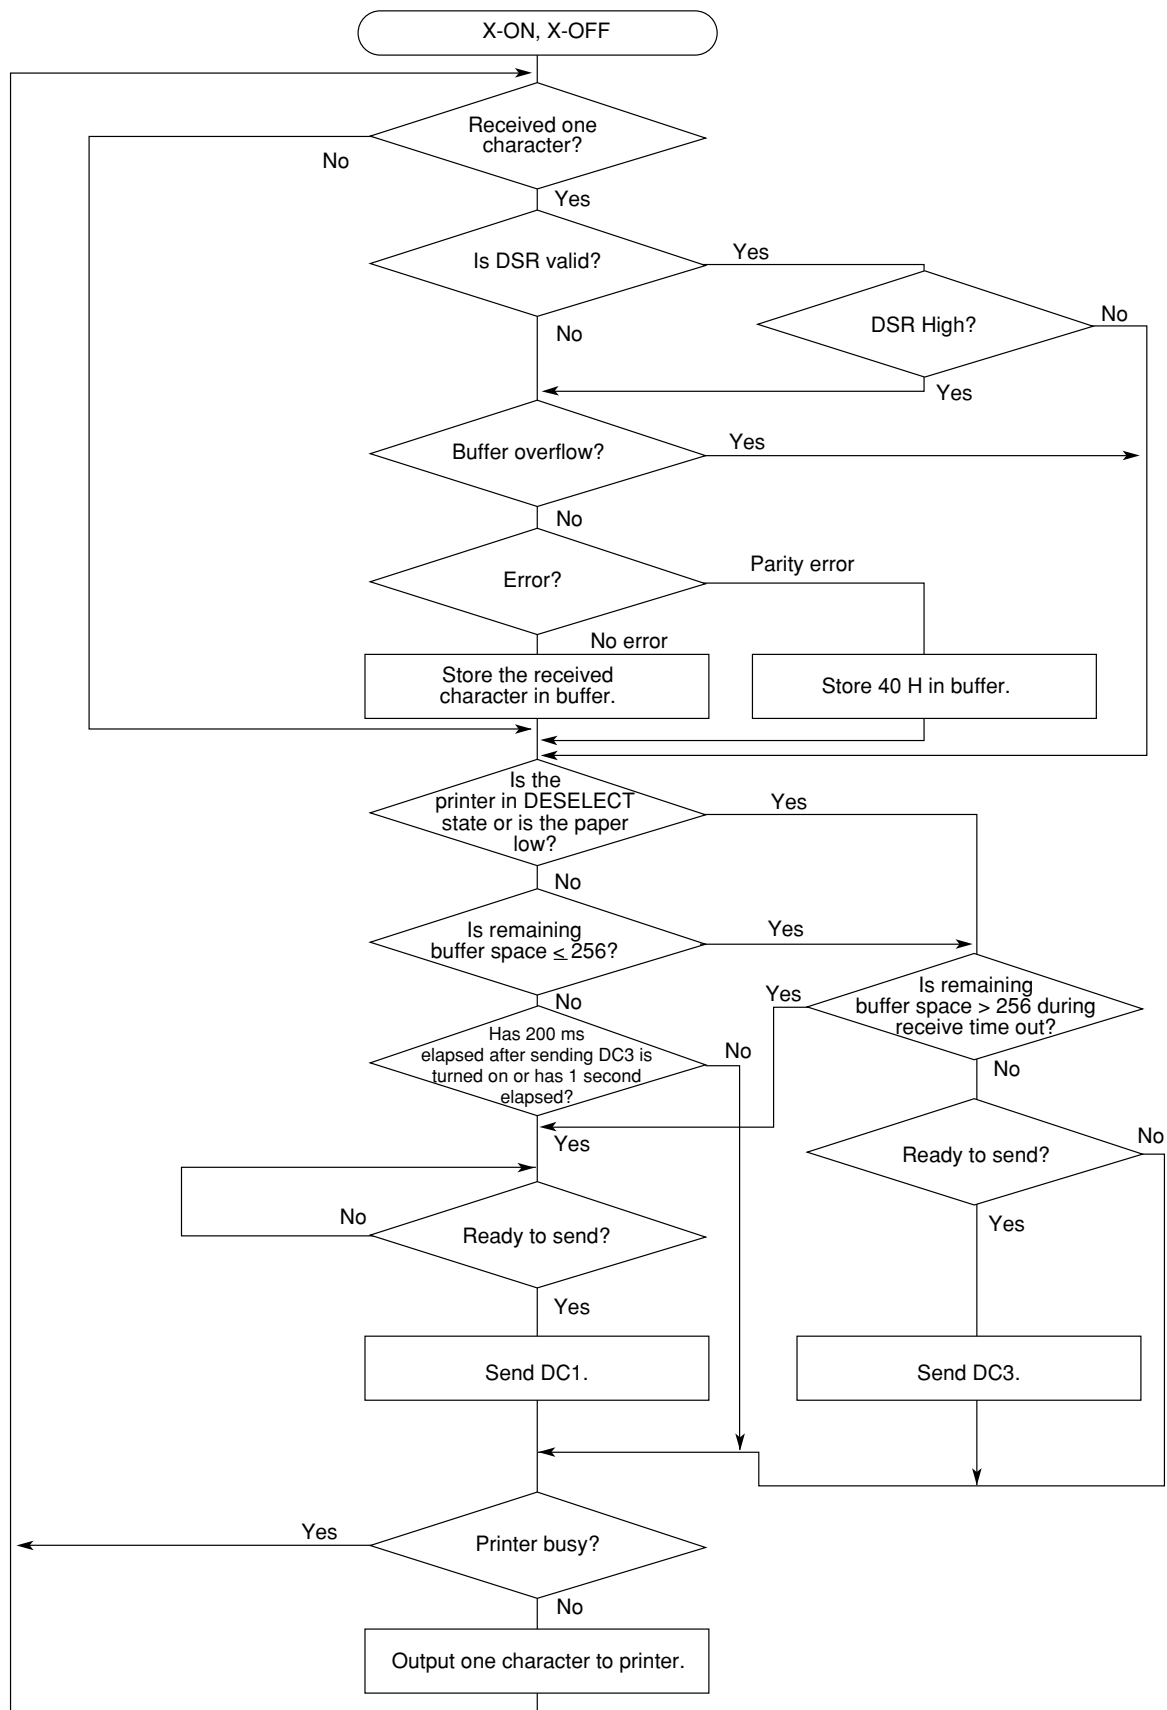 X-ON, X-OFF
Received one
character?
No
Yes
Is DSR valid?
Yes
No
DSR High?
No
Yes
Buffer overflow?
Yes
No
Error?
Parity error
No error
Store the received
character in buffer.
Store 40 H in buffer.
Is the
printer in DESELECT
state or is the paper
low?
Yes
No
Is remaining
buffer space ≤ 256?
Yes
No
Is remaining
buffer space > 256 during
receive time out?
Yes
No
Has 200 ms
elapsed after sending DC3 is
turned on or has 1 second
elapsed?
No
Yes
Ready to send?
No
Yes
Ready to send?
No
Yes
Send DC1.
Send DC3.
Printer busy?
Yes
No
Output one character to printer.